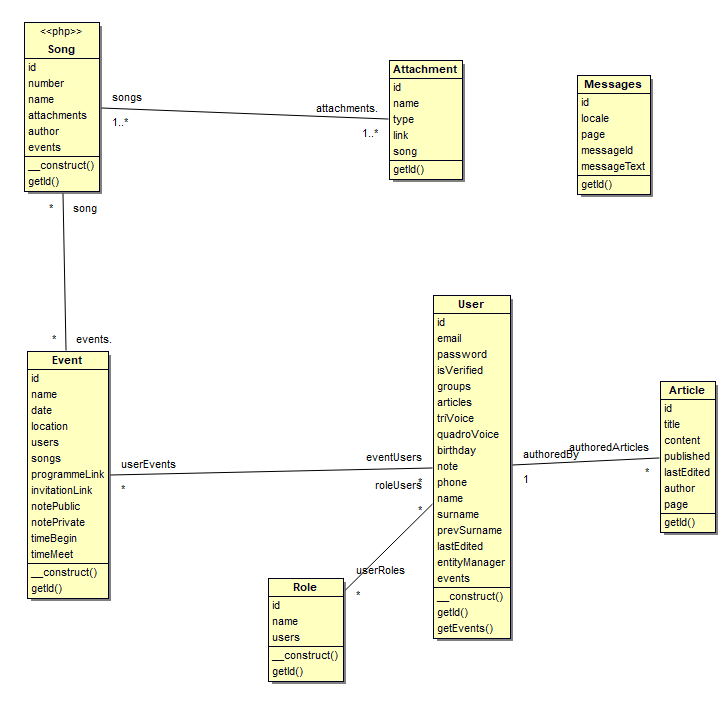 <<php>>
Song
id
number
name
attachments
author
events
__construct()
getId()
songs
1..*
attachments.
1..*
Attachment
id
name
type
link
song
getId()
Messages
id
locale
page
messageId
messageText
getId()
* song
* events.
Event
id
name
date
location
users
songs
programmeLink
invitationLink
notePublic
notePrivate
timeBegin
timeMeet
__construct()
getId()
userEvents
*
eventUsers
*
roleUsers
*
userRoles
*
Role
id
name
users
__construct()
getId()
User
id
email
password
isVerified
groups
articles
triVoice
quadroVoice
birthday
note
phone
name
surname
prevSurname
lastEdited
entityManager
events
__construct()
getId()
getEvents()
authoredBy
1
authoredArticles
*
Article
id
title
content
published
lastEdited
author
page
getId()